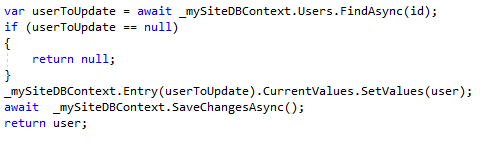 var userToUpdate = await _mySiteDBContext.Users.FindAsync(id);
if (userToUpdate == null)
{
    return null;
}
_mySiteDBContext.Entry(userToUpdate).CurrentValues.SetValues(user);
await  _mySiteDBContext.SaveChangesAsync();
return user;